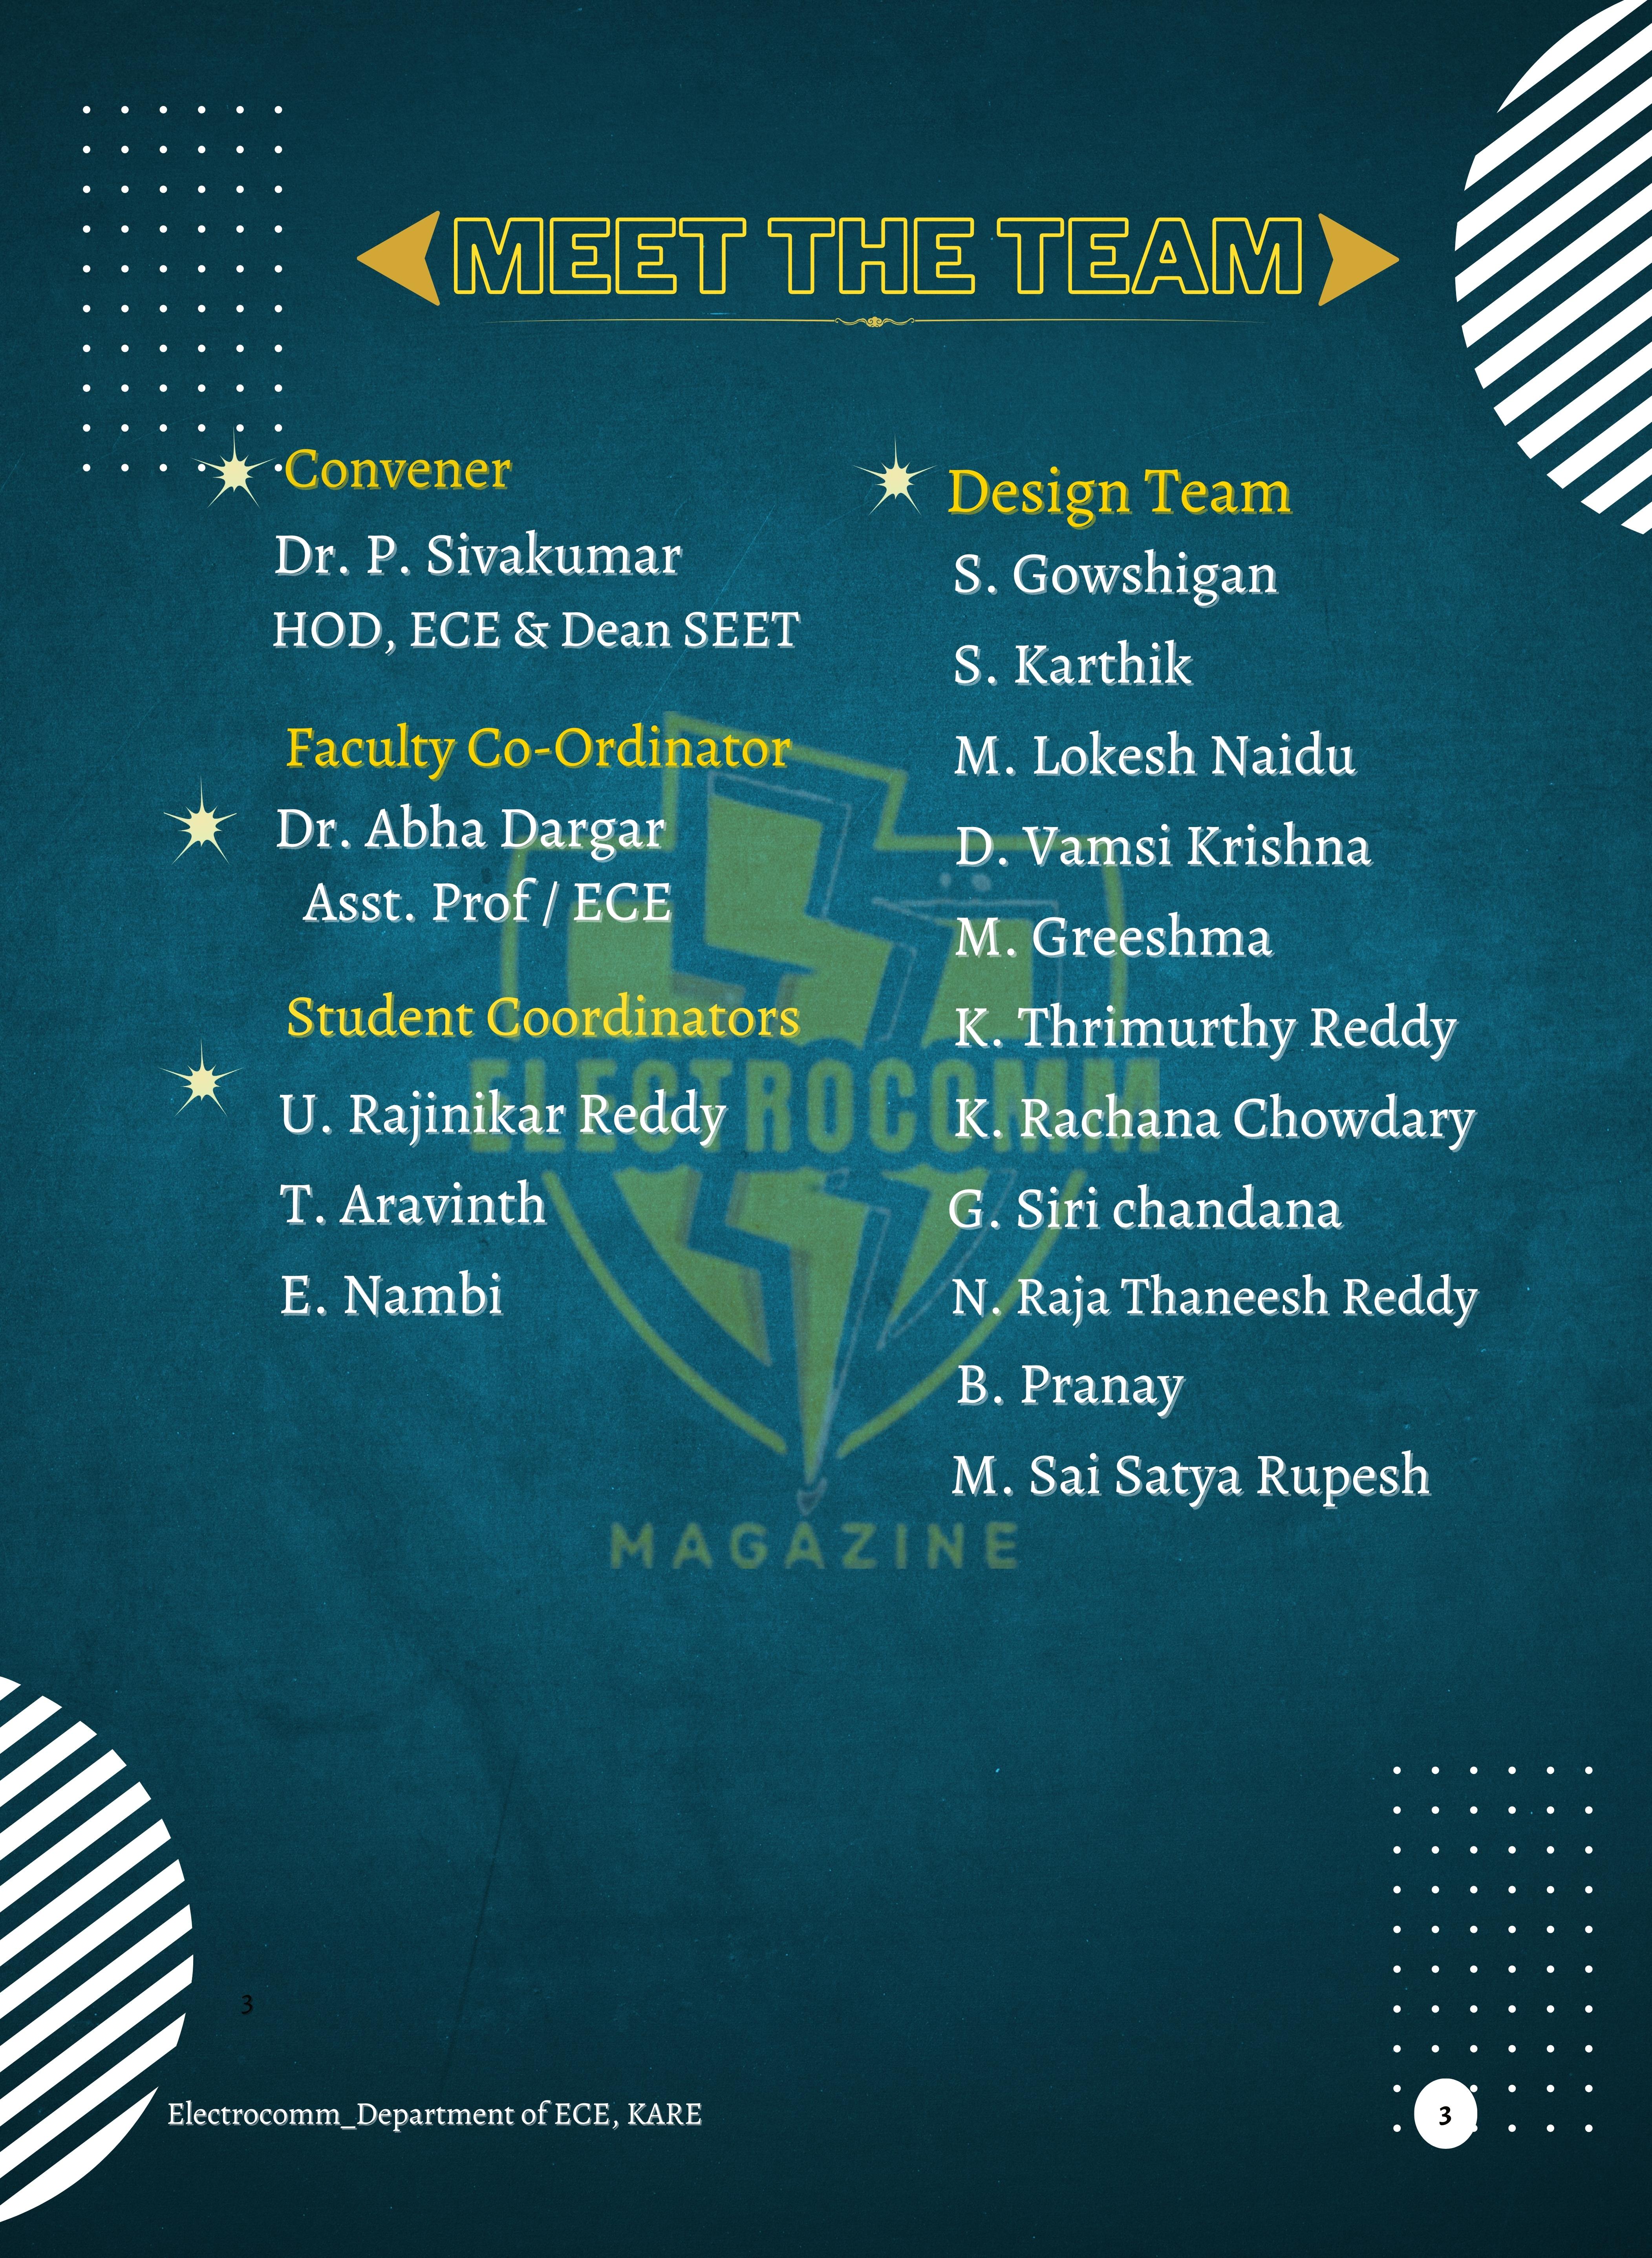 MEET THE TEAM
Convener
Dr. P. Sivakumar
HOD, ECE & Dean SEET
Faculty Co-Ordinator
Dr. Abha Dargar
Asst. Prof / ECE
Student Coordinators
U. Rajinikar Reddy
T. Aravinth
E. Nambi
Design Team
S. Gowshigan
S. Karthik
M. Lokesh Naidu
D. Vamsi Krishna
M. Greeshma
K. Thrimurthy Reddy
K. Rachana Chowdary
G. Siri chandana
N. Raja Thaneesh Reddy
B. Pranay
M. Sai Satya Rupesh
ELECTROCOMM
MAGAZINE
3
Electrocomm_Department of ECE, KARE
3